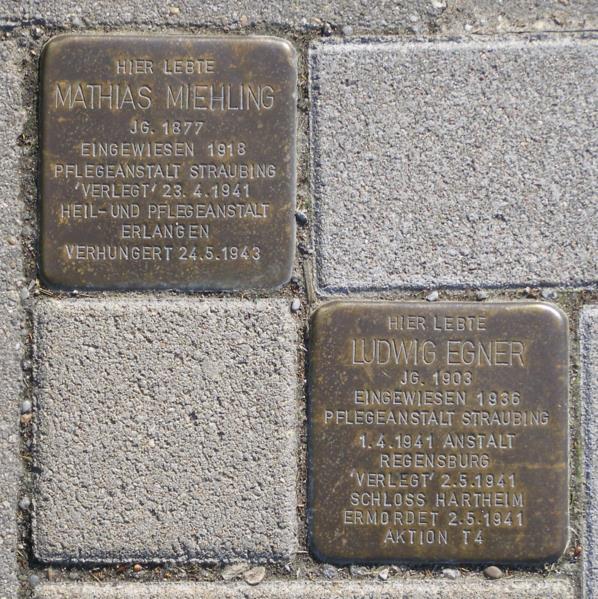 HIER LEBTE
MATHIAS MIEHLING
JG. 1877
EINGEWIESEN 1918
PFLEGEANSTALT STRAUBING
'VERLEGT' 23.4.1941
HEIL-UND PFLEGEANSTALT
ERLANGEN
VERHUNGERT 24.5.1943
HIER LEBTE
LUDWIG EGNER
JG. 1903
EINGEWIESEN 1936
PFLEGEANSTALT STRAUBING
1.4.1941 ANSTALT
REGENSBURG
'VERLEGT' 2.5.1941
SCHLOSS HARTHEIM
ERMORDET 2.5.1941
AKTION T4